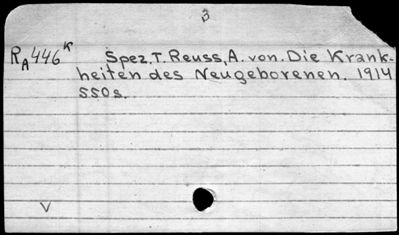 3
RA446K Spez.T. Reuss, A. von. Die Krank-
heiten des Neugeborenen. 1914
550s.
V